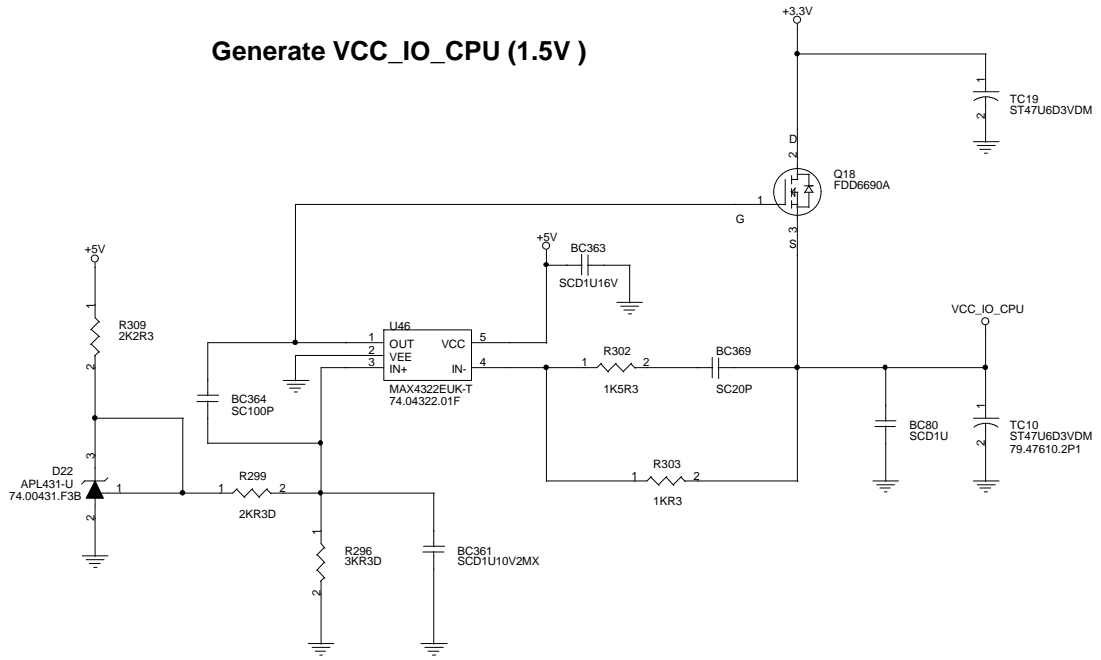 +3.3V
Generate VCC_IO_CPU (1.5V )
1
2
TC19
ST47U6D3VDM
D
2
Q18
FDD6690A
1
G
3
S
+5V
BC363
SCD1U16V
+5V
VCC_IO_CPU
1
R309
2K2R3
2
U46
1 OUT VCC 5
2 VEE
3 IN+ IN- 4
MAX4322EUK-T
74.04322.01F
R302
1 2
1K5R3
BC369
SC20P
BC364
SC100P
BC80
SCD1U
1
2
TC10
ST47U6D3VDM
79.47610.2P1
3
D22
APL431-U
74.00431.F3B
1
2
R299
1 2
2KR3D
R303
1 2
1KR3
1
R296
3KR3D
2
BC361
SCD1U10V2MX